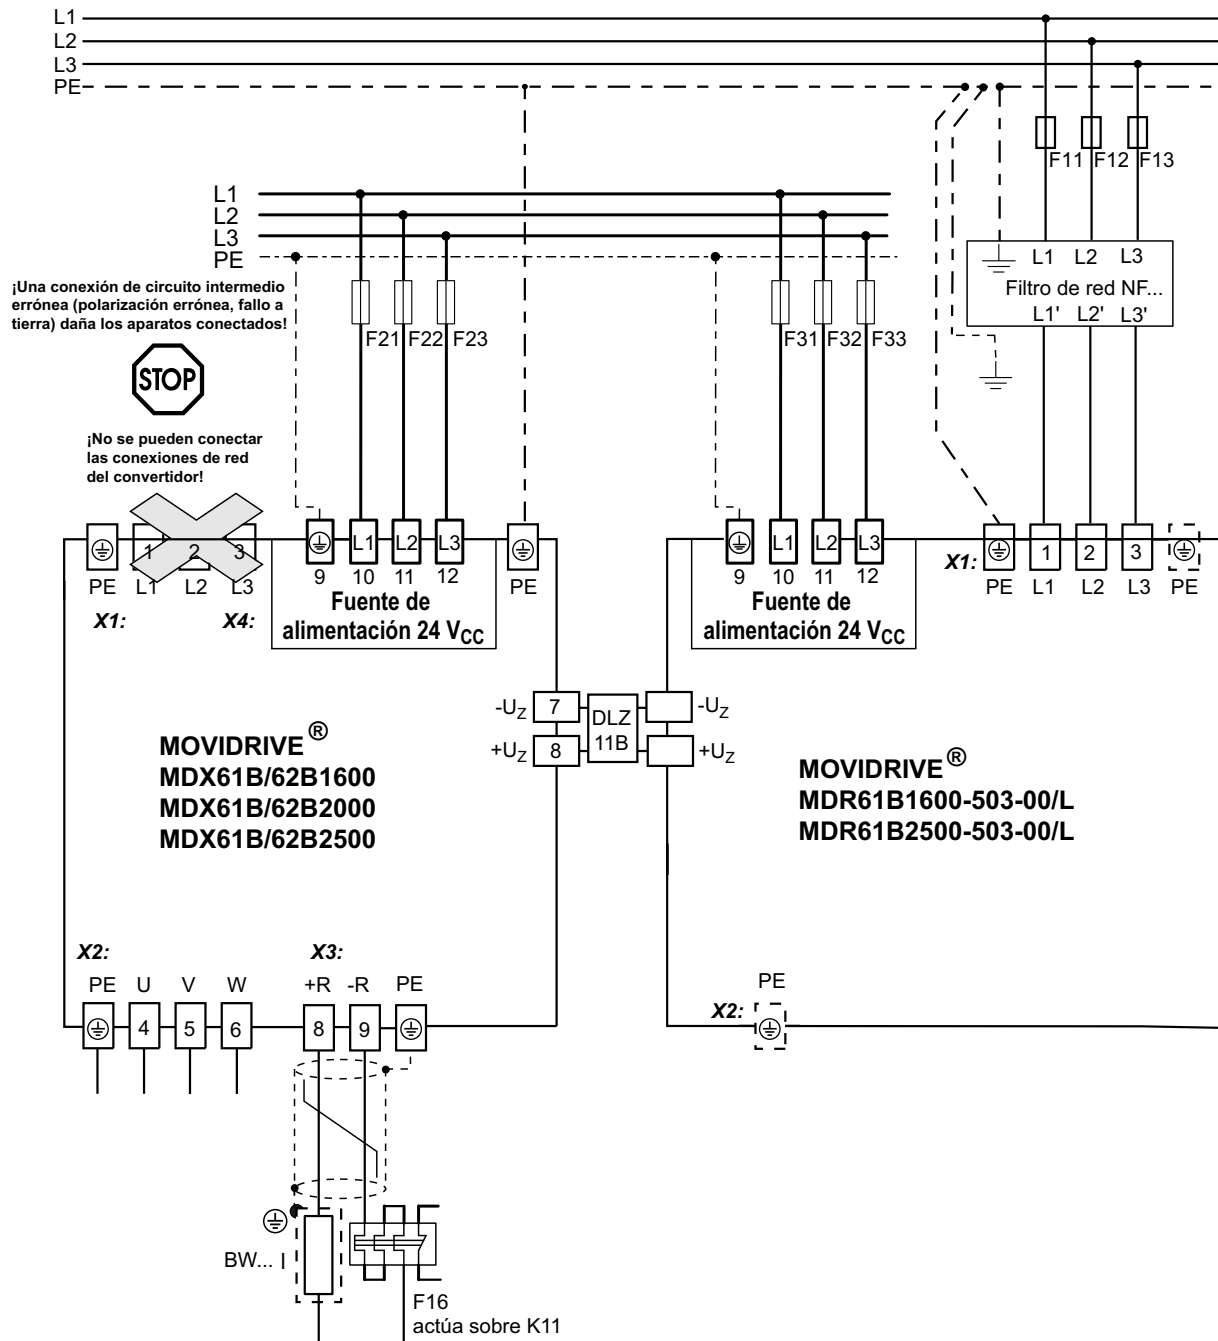 L1
L2
L3
PE
F11 F12 F13
L1
L2
L3
PE
¡Una conexión de circuito intermedio
errónea (polarización errónea, fallo a
tierra) daña los aparatos conectados!
STOP
¡No se pueden conectar
las conexiones de red
del convertidor!
F21 F22 F23
F31 F32 F33
L1 L2 L3
Filtro de red NF...
L1' L2' L3'
1 2 3
L1 L2 L3
L1 L2 L3
X1: 1 2 3
PE L1 L2 L3
9 10 11 12
PE
9 10 11 12
PE L1 L2 L3 PE
X1: X4:
Fuente de
alimentación 24 VCC
Fuente de
alimentación 24 VCC
-UZ 7
DLZ
11B
-UZ
+UZ 8
+UZ
MOVIDRIVE®
MDX61B/62B1600
MDX61B/62B2000
MDX61B/62B2500
MOVIDRIVE®
MDR61B1600-503-00/L
MDR61B2500-503-00/L
X2: X3:
PE U V W +R -R PE
4 5 6 8 9
PE
X2:
BW...
F16
actúa sobre K11